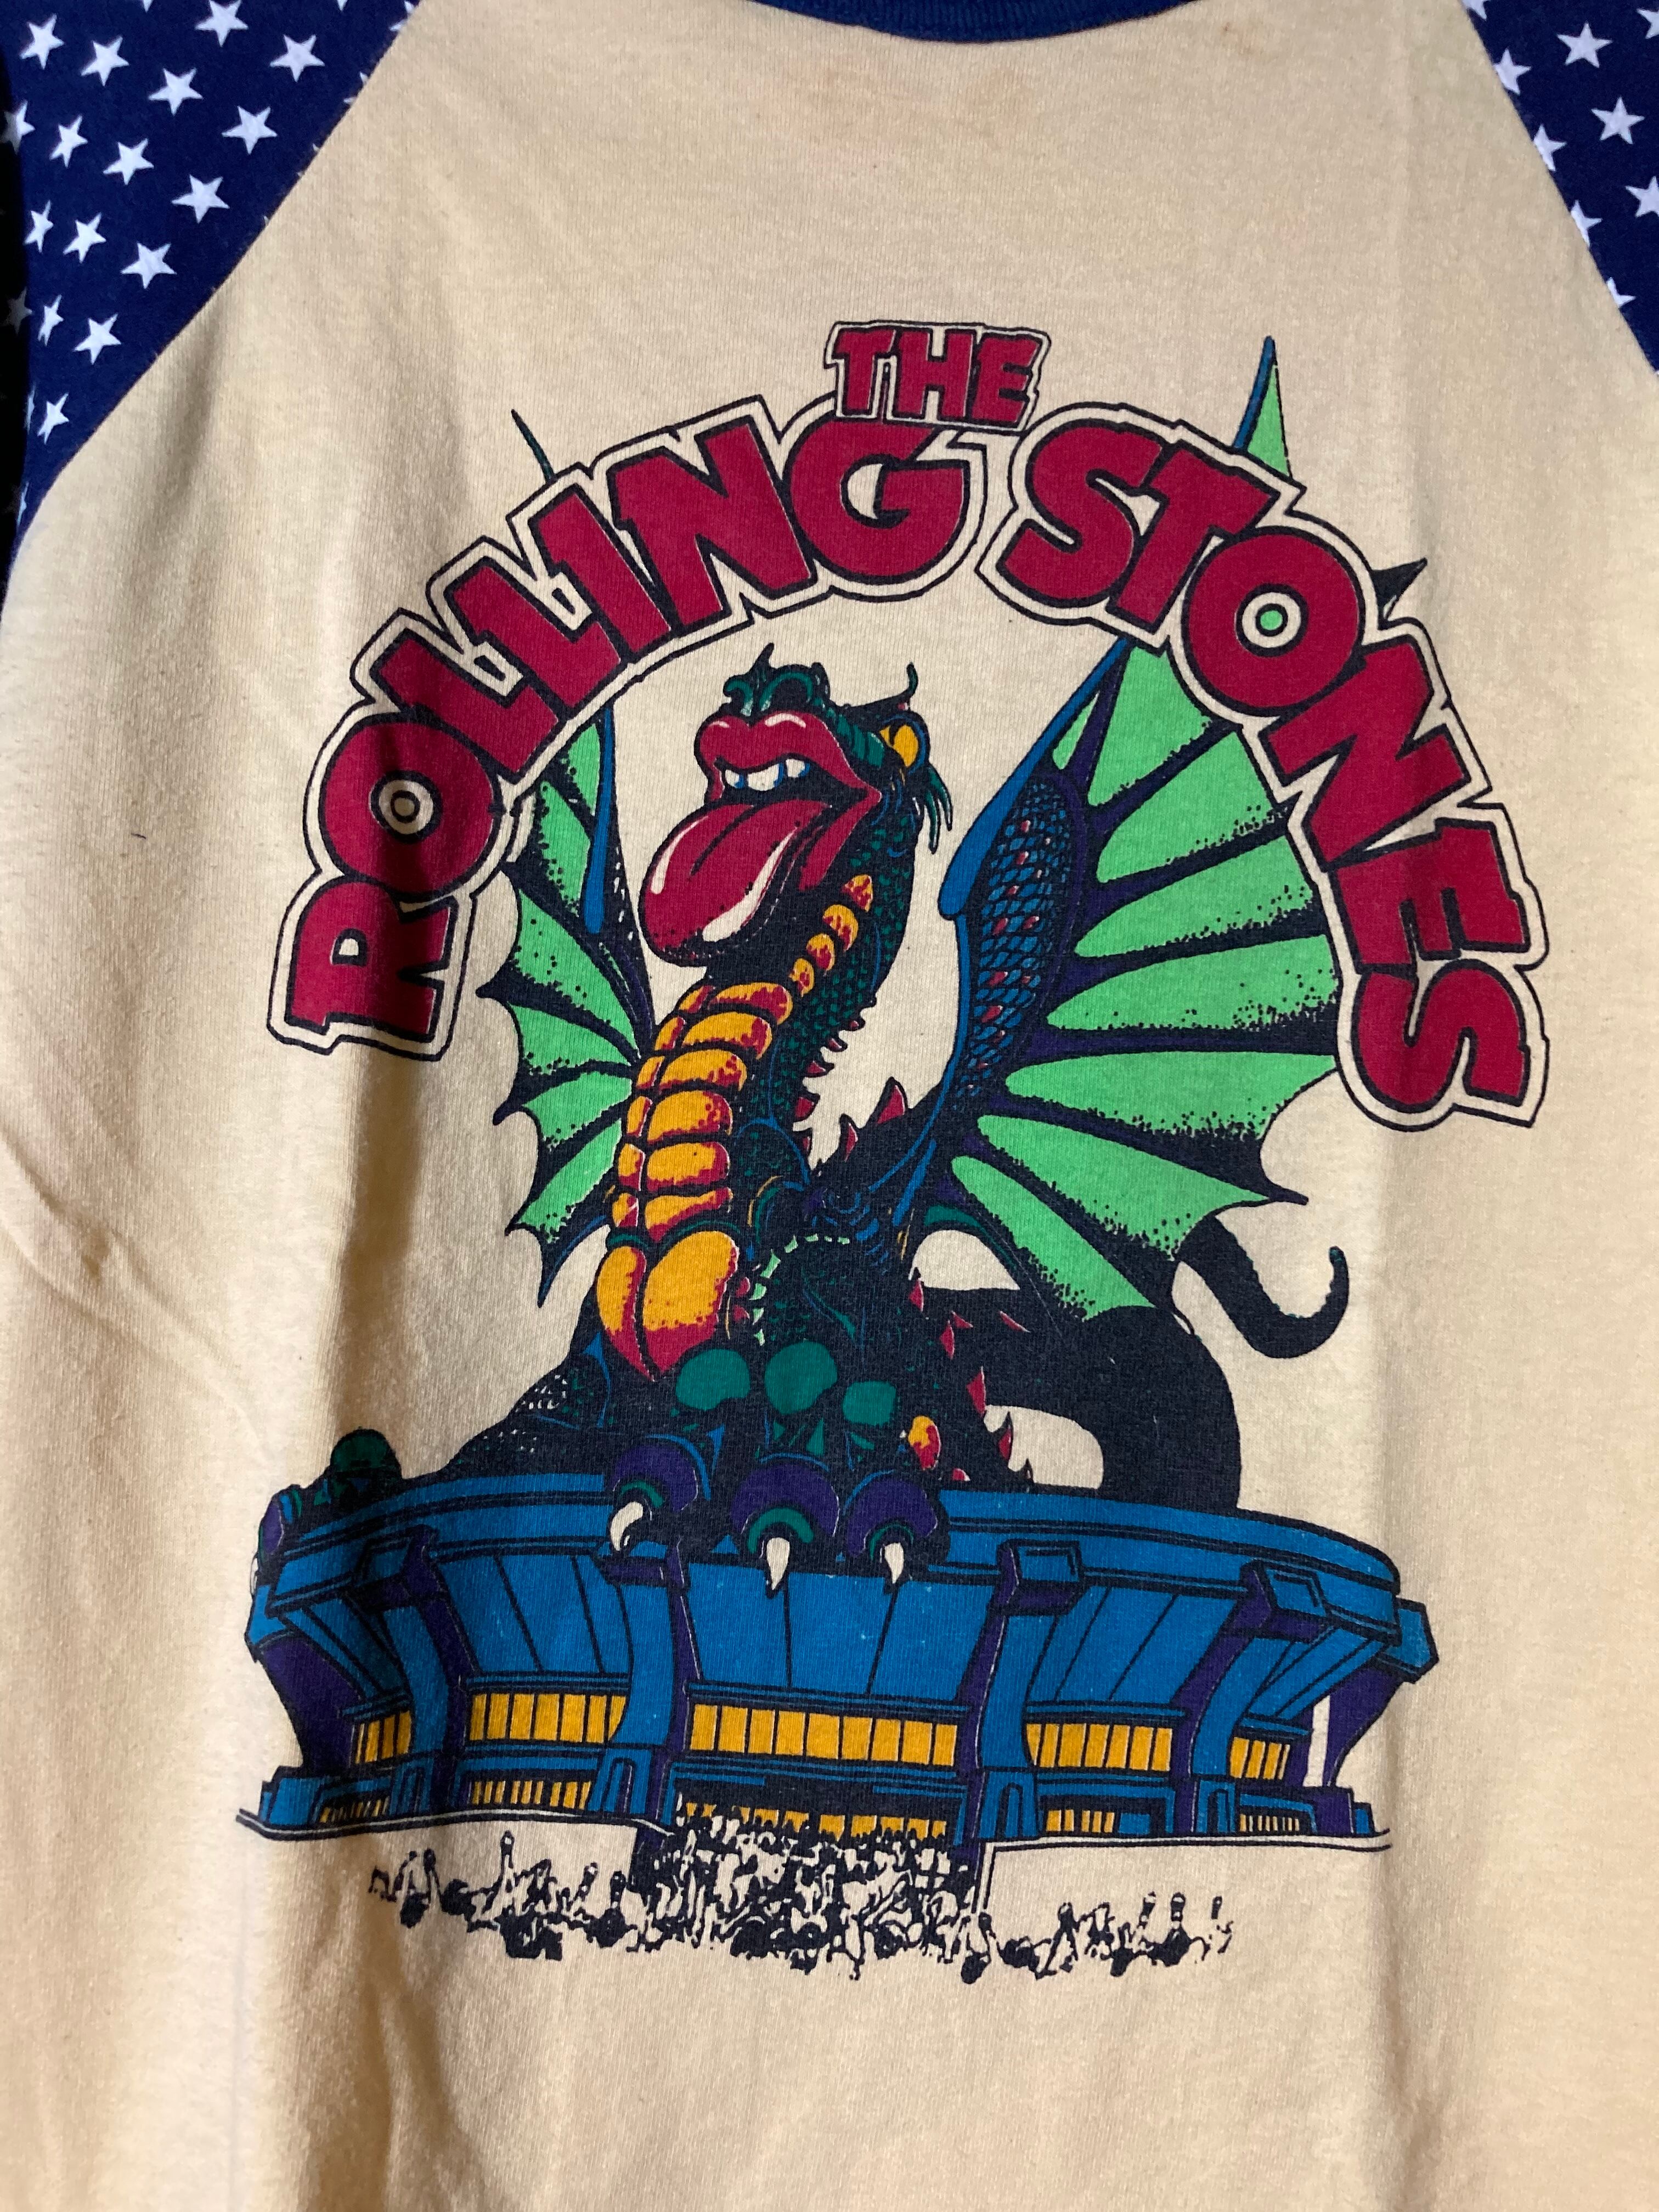 THE
ROLLING STONES